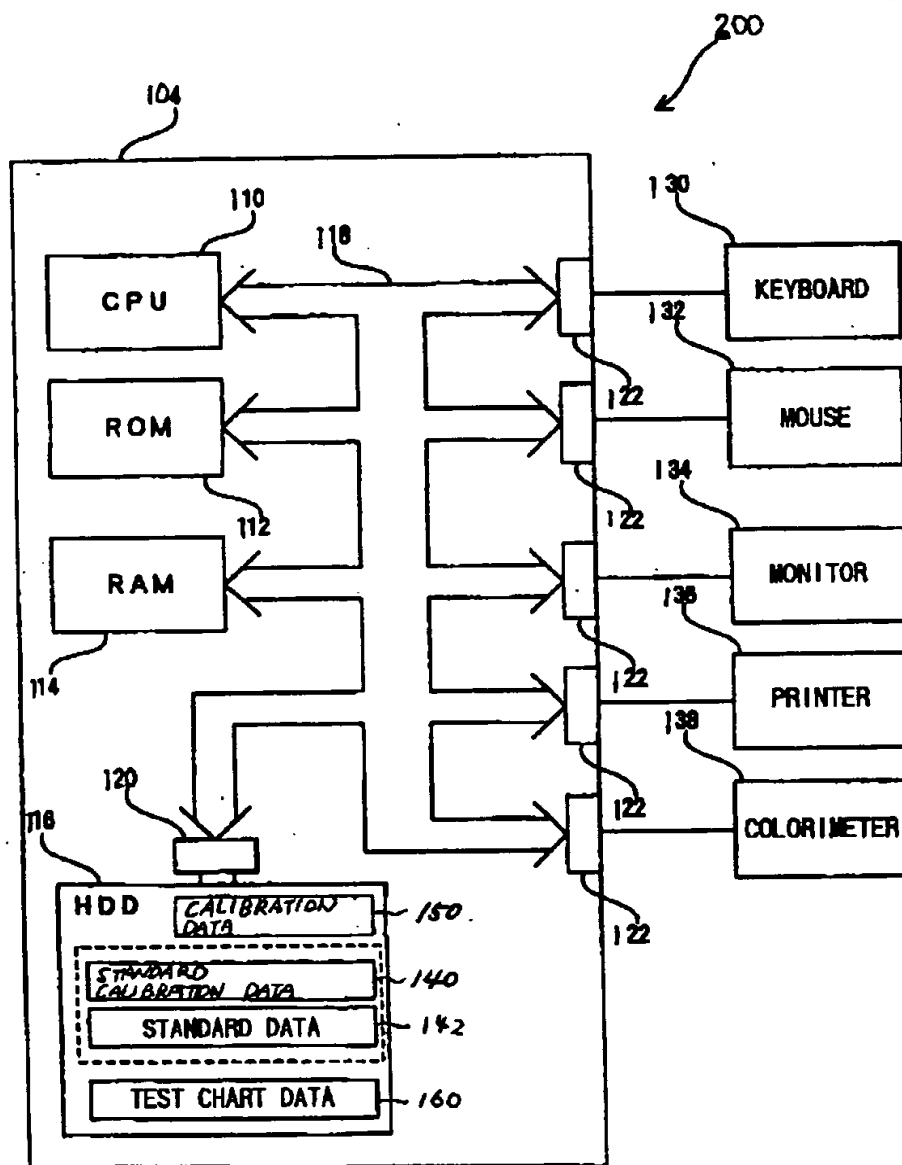 200
104
110
118
130
CPU
KEYBOARD
132
122
ROM
MOUSE
112
122
134
RAM
MONITOR
136
114
122
PRINTER
138
120
122
116
COLORIMETER
HDD
CALIBRATION
DATA
150
122
STANDARD
CALIBRATION DATA
140
STANDARD DATA
142
TEST CHART DATA
160